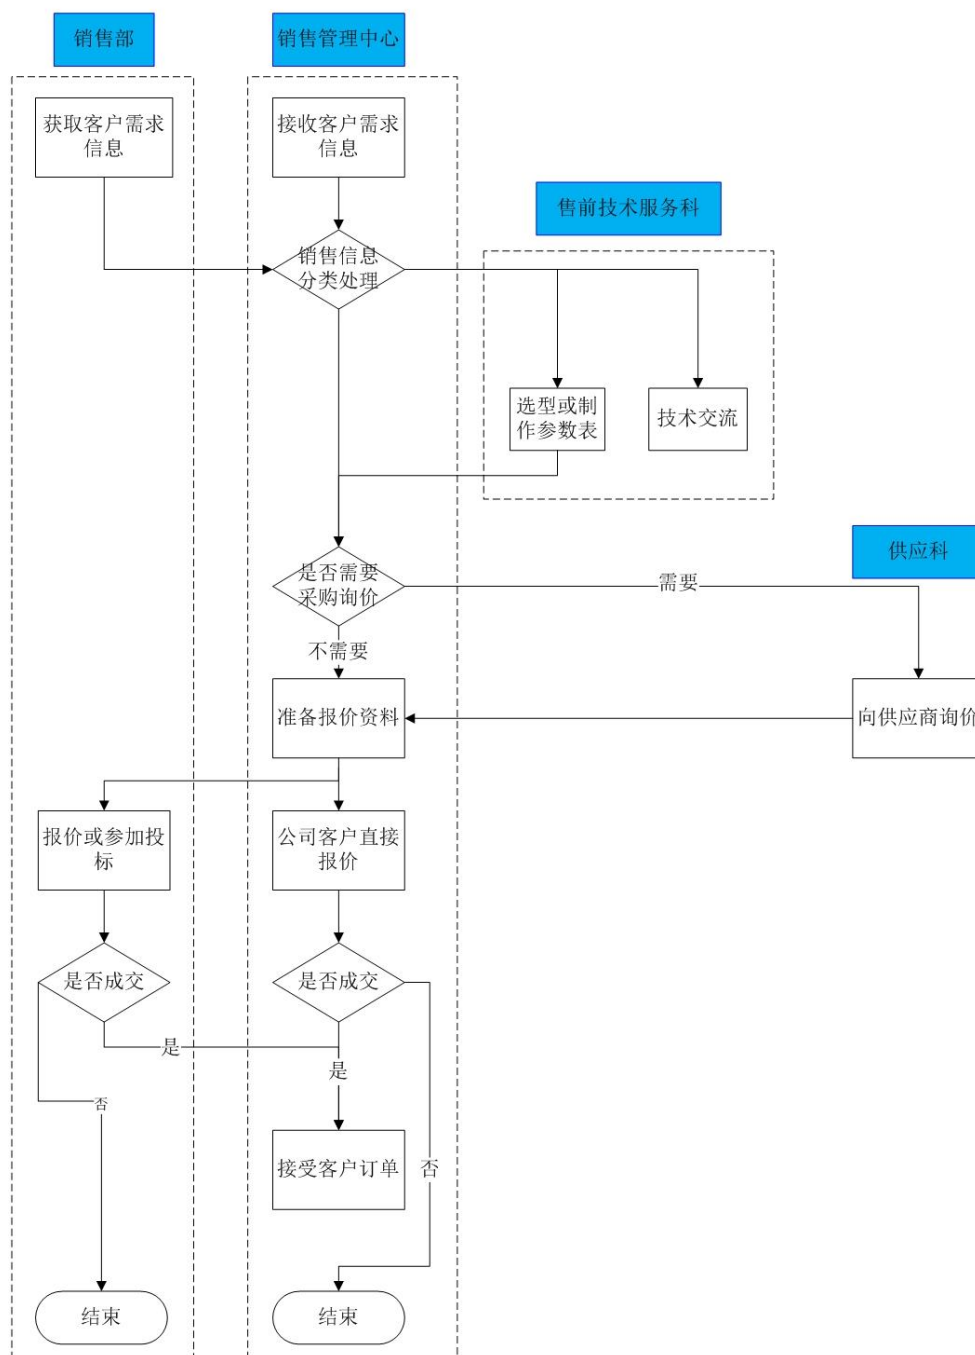 销售部
销售管理中心
获取客户需求
信息
接收客户需求
信息
售前技术服务科
销售信息
分类处理
选型或制
作参数表
技术交流
供应科
是否需要
采购询价
需要
不需要
准备报价资料
向供应商询价
报价或参加投
标
公司客户直接
报价
是否成交
是否成交
是
是
否
接受客户订单
否
结束
结束